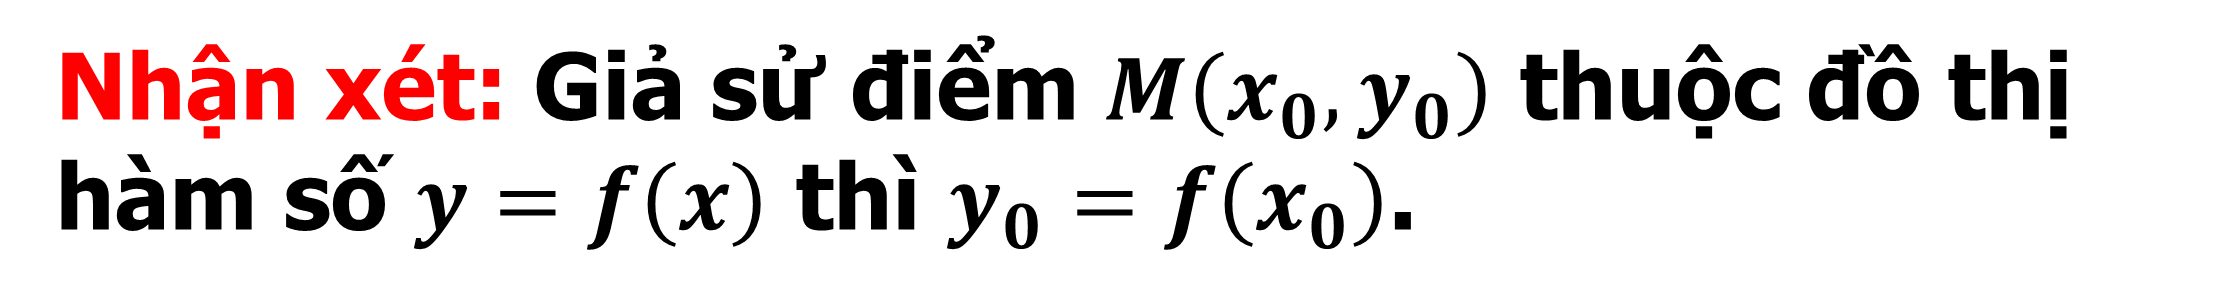 Nhận xét: Giả sử điểm M(x₀, y₀) thuộc đồ thị
hàm số y = f(x) thì y₀ = f(x₀).